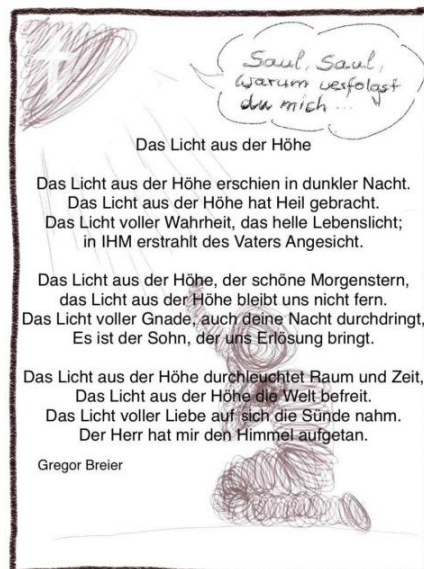 Saul, Saul,
warum verfolgst
du mich ...
Das Licht aus der Höhe
Das Licht aus der Höhe erschien in dunkler Nacht.
Das Licht aus der Höhe hat Heil gebracht.
Das Licht voller Wahrheit, das helle Lebenslicht;
in IHM erstrahlt des Vaters Angesicht.
Das Licht aus der Höhe, der schöne Morgenstern,
das Licht aus der Höhe bleibt uns nicht fern.
Das Licht voller Gnade, auch deine Nacht durchdringt,
Es ist der Sohn, der uns Erlösung bringt.
Das Licht aus der Höhe durchleuchtet Raum und Zeit,
Das Licht aus der Höhe die Welt befreit.
Das Licht voller Liebe auf sich die Sünde nahm.
Der Herr hat mir den Himmel aufgetan.
Gregor Breier